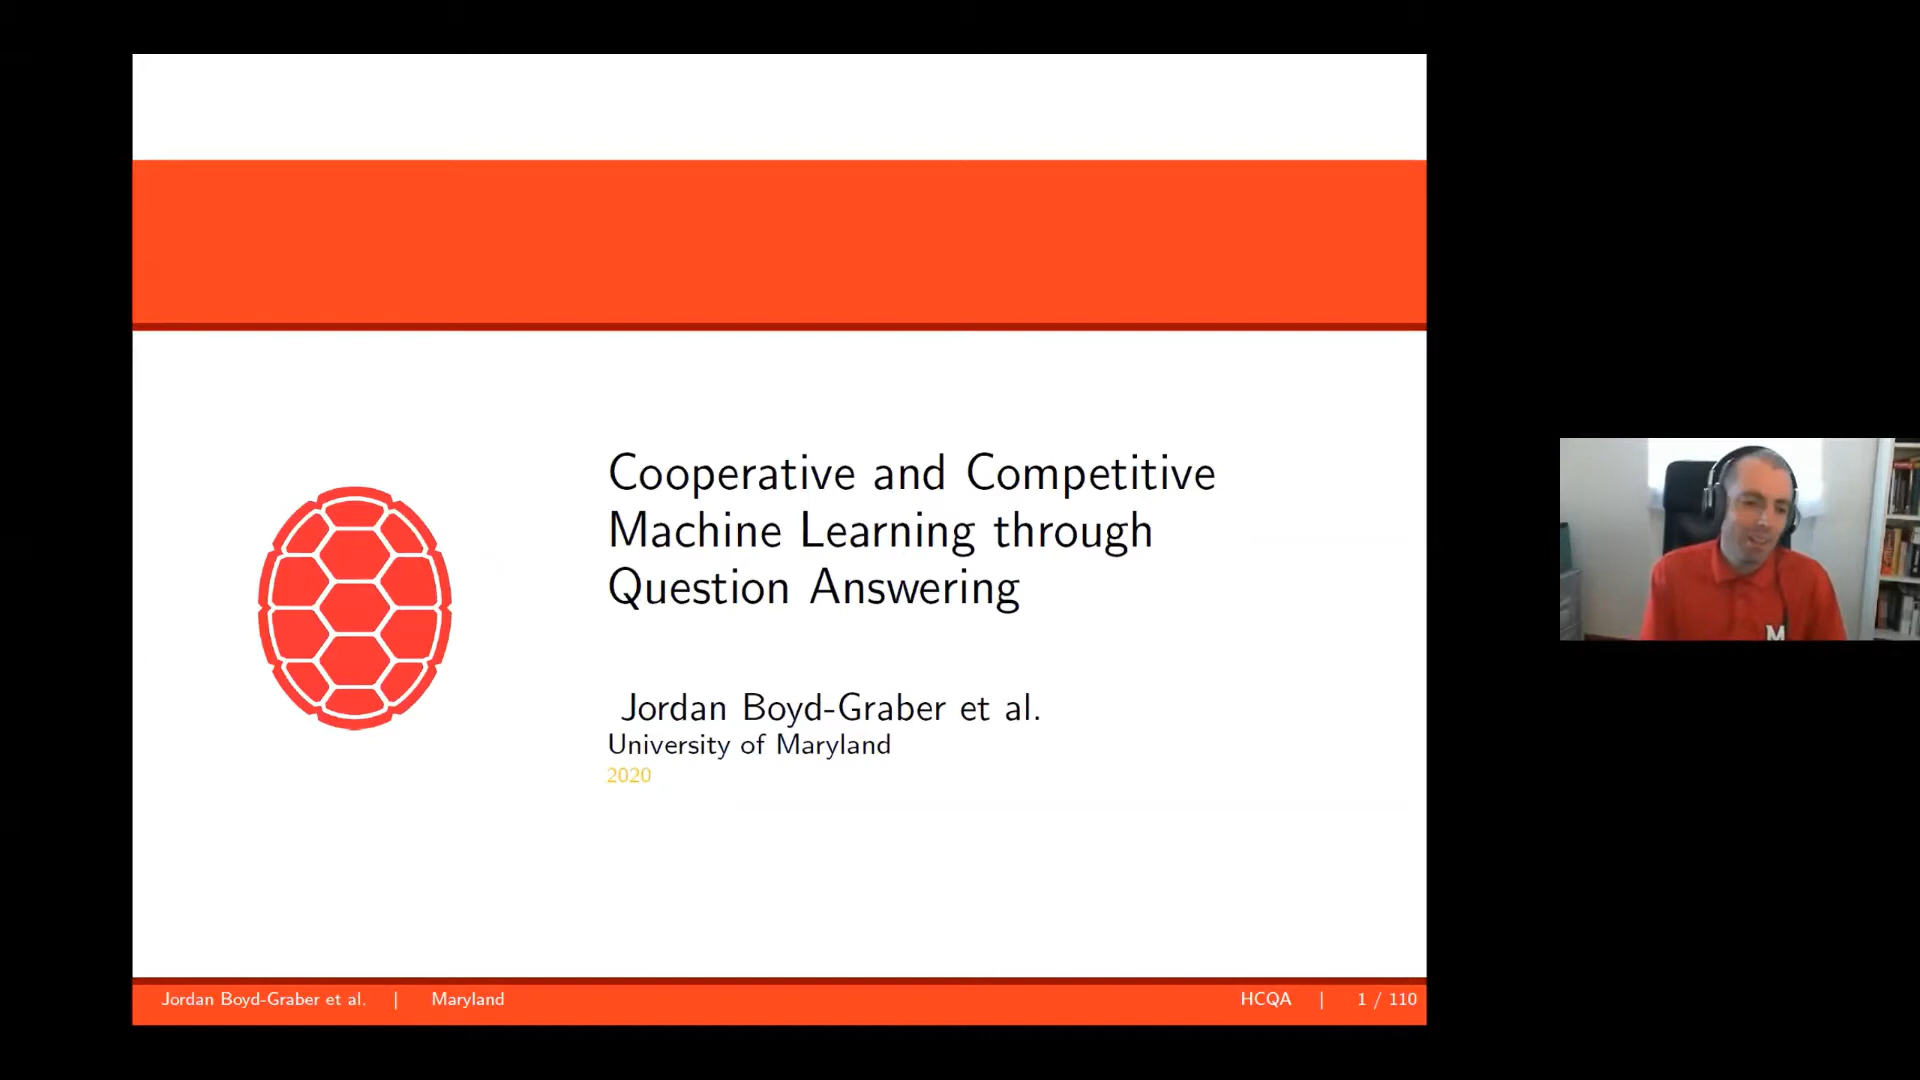 Cooperative and Competitive
Machine Learning through
Question Answering
Jordan Boyd-Graber et al.
University of Maryland
2020
M
Jordan Boyd-Graber et al. | Maryland
HCQA | 1 / 110